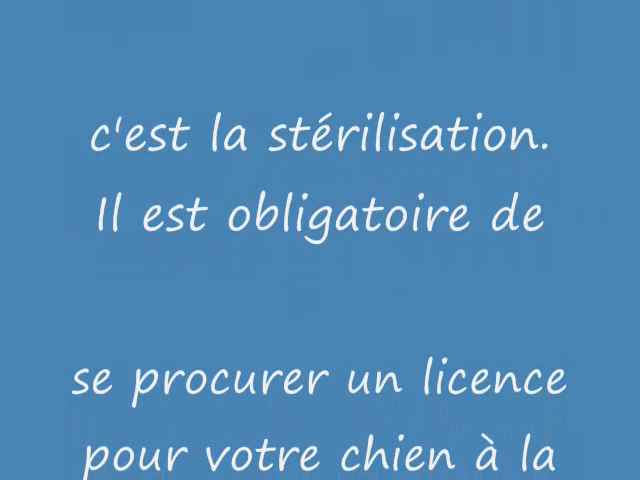 c'est la stérilisation.
Il est obligatoire de
se procurer un licence
pour votre chien à la